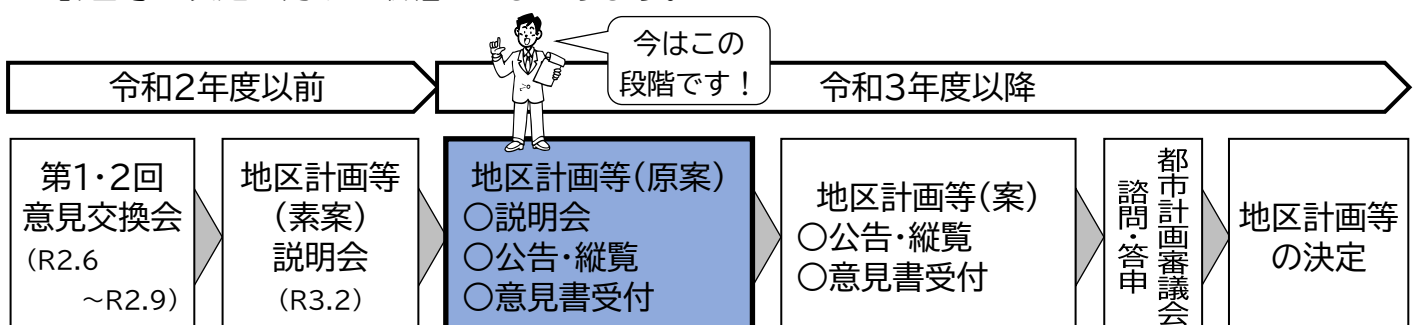 今はこの
段階です！
令和2年度以前
令和3年度以降
第1・2回
意見交換会
(R2.6
～R2.9)
地区計画等
(素案)
説明会
(R3.2)
地区計画等(原案)
○説明会
○公告・縦覧
○意見書受付
地区計画等(案)
○公告・縦覧
○意見書受付
都市計画審議会
諮問・答申
地区計画等
の決定